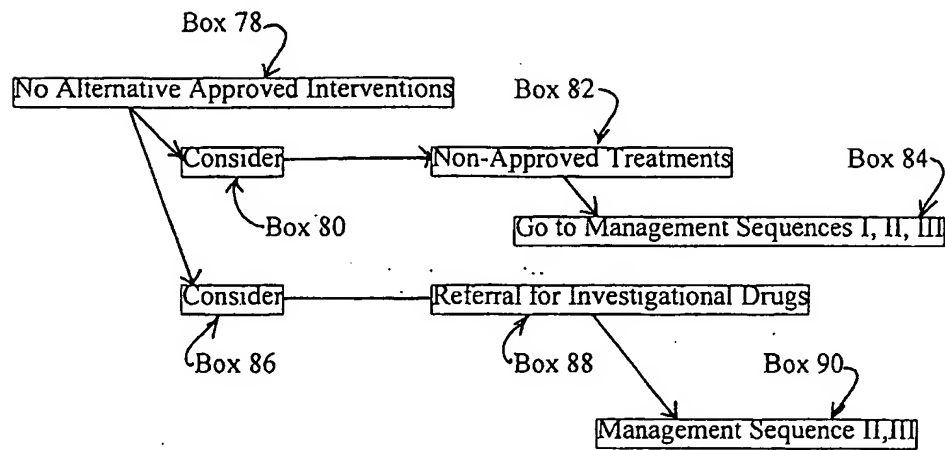 Box 78
No Alternative Approved Interventions
Box 82
Consider
Non-Approved Treatments
Box 84
Box 80
Go to Management Sequences I, II, III
Consider
Referral for Investigational Drugs
Box 86
Box 88
Box 90
Management Sequence II,III